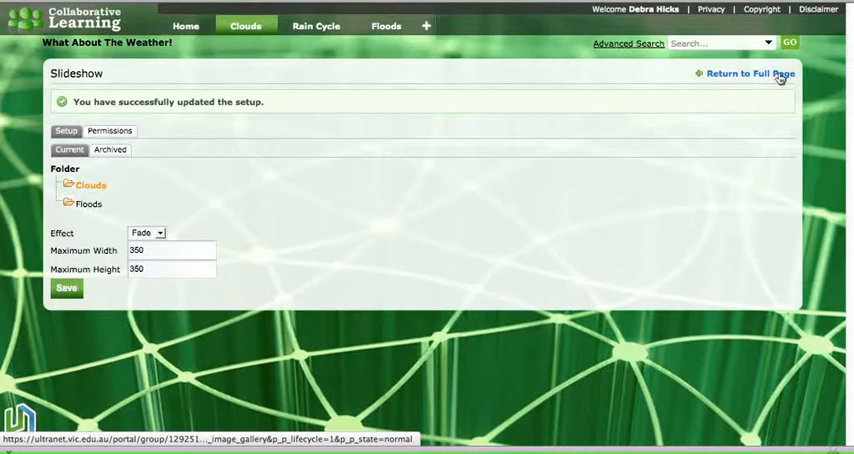 Collaborative
Learning
Home Clouds Rain Cycle Floods
Welcome Debra Hicks | Privacy | Copyright | Disclaimer
What About The Weather!
Advanced Search Search... GO
Slideshow
Return to Full Page
You have successfully updated the setup.
Setup Permissions
Current Archived
Folder
Clouds
Floods
Effect Fade
Maximum Width 350
Maximum Height 350
Save
https://ultranet.vic.edu.au/portal/group/129251..._image_gallery&p_p_lifecycle=1&p_p_state=normal